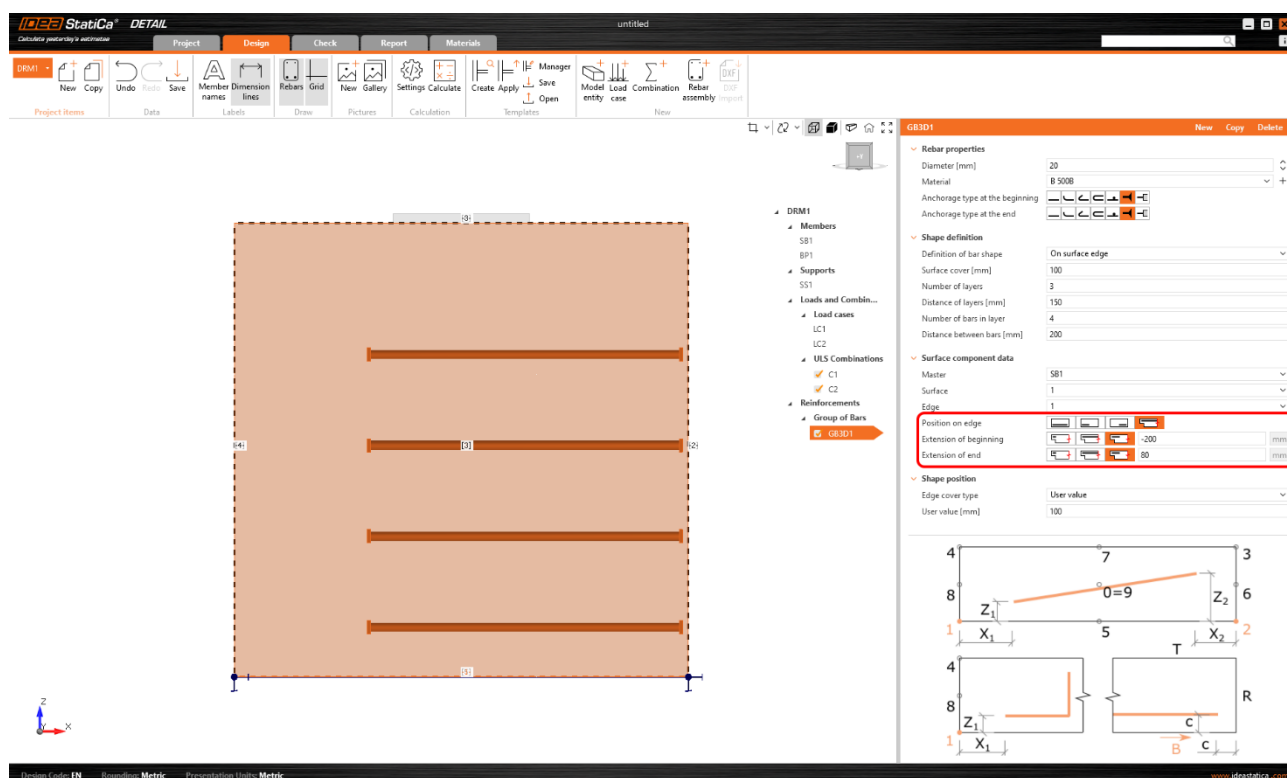 IDEA StatiCa® DETAIL
untitled
Calculate yesterday's estimates
Project Design Check Report Materials
DRM1
New Copy Undo Redo Save Member names Dimension lines Rebars Grid New Gallery Settings Calculate Create Apply Manager Save Open Model entity Load case Combination Rebar assembly DXF Import
Project items Data Labels Draw Pictures Calculation Templates New
GB3D1 New Copy Delete
Rebar properties
Diameter [mm] 20
Material B 500B
Anchorage type at the beginning
Anchorage type at the end
Shape definition
Definition of bar shape On surface edge
Surface cover [mm] 100
Number of layers 3
Distance of layers [mm] 150
Number of bars in layer 4
Distance between bars [mm] 200
Surface component data
Master SB1
Surface 1
Edge 1
Position on edge
Extension of beginning -200 mm
Extension of end 80 mm
Shape position
Edge cover type User value
User value [mm] 100
DRM1
Members
SB1
BP1
Supports
SS1
Loads and Combin...
Load cases
LC1
LC2
ULS Combinations
C1
C2
Reinforcements
Group of Bars
GB3D1
[3]
Z
Y
X
4 7 3
8 0=9 Z2 6
Z1
1 X1 5 X2 2
T
4
8 R
Z1 c
1 X1 B c
Design Code: EN Rounding: Metric Presentation Units: Metric
www.ideastatica.com